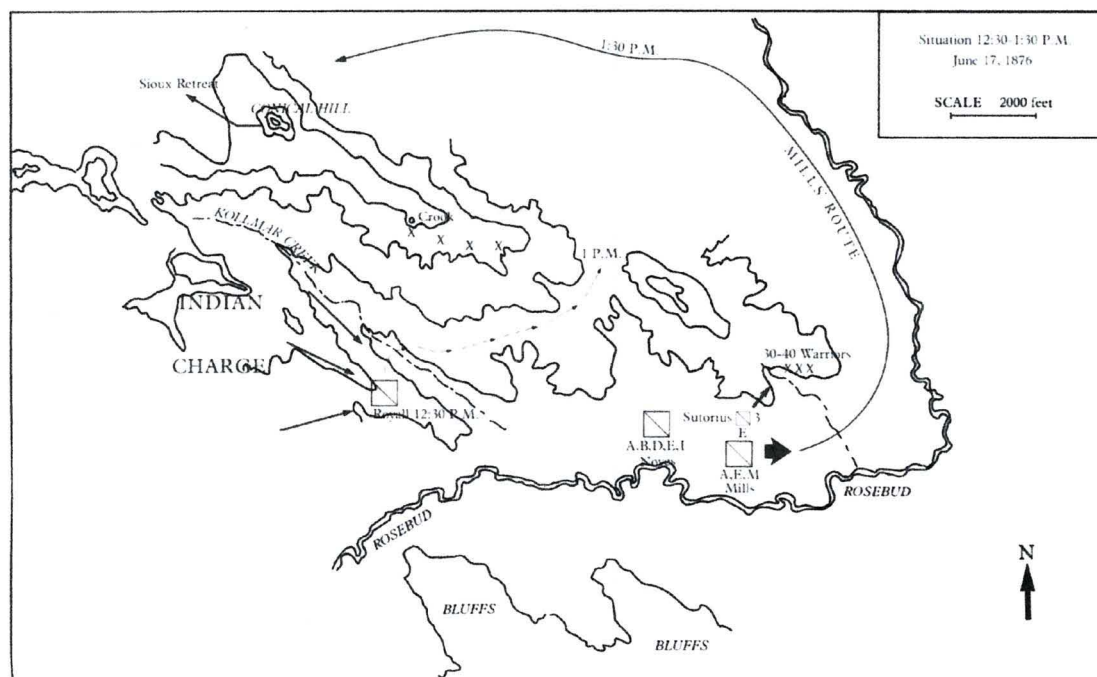 Situation 12:30-1:30 P.M.
June 17, 1876
SCALE 2000 feet
1:30 P.M.
Sioux Retreat
CONICAL HILL
MILLS' ROUTE
Crook
X X X X
KOLLMAR CREEK
1 P.M.
INDIAN
CHARGE
30-40 Warriors
XXX
Royall 12:30 P.M.
Sutorius 3
E
A.B.D.E.I
Noyes
A.E.M
Mills
ROSEBUD
ROSEBUD
N
BLUFFS
BLUFFS